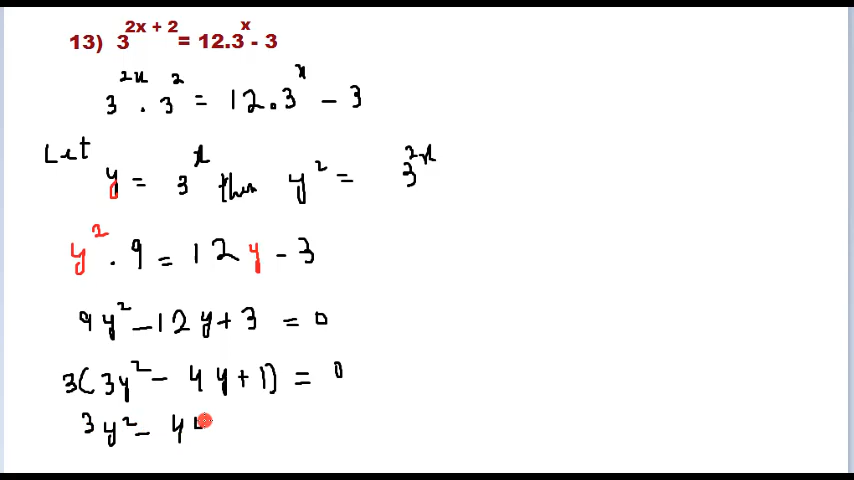 13) 3^(2x + 2) = 12.3^x - 3
3^(2x) . 3^2 = 12.3^x - 3
Let
y = 3^x then y^2 = 3^(2x)
y^2 . 9 = 12y - 3
9y^2 - 12y + 3 = 0
3(3y^2 - 4y + 1) = 0
3y^2 - 4